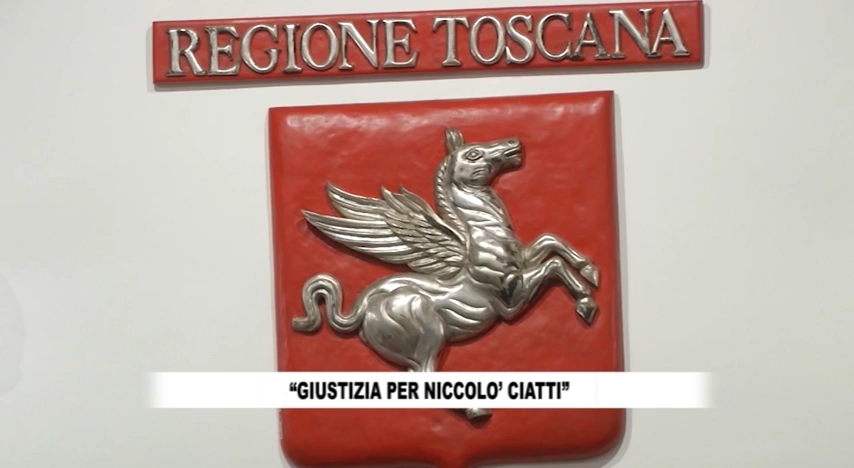 REGIONE TOSCANA
“GIUSTIZIA PER NICCOLO’ CIATTI”